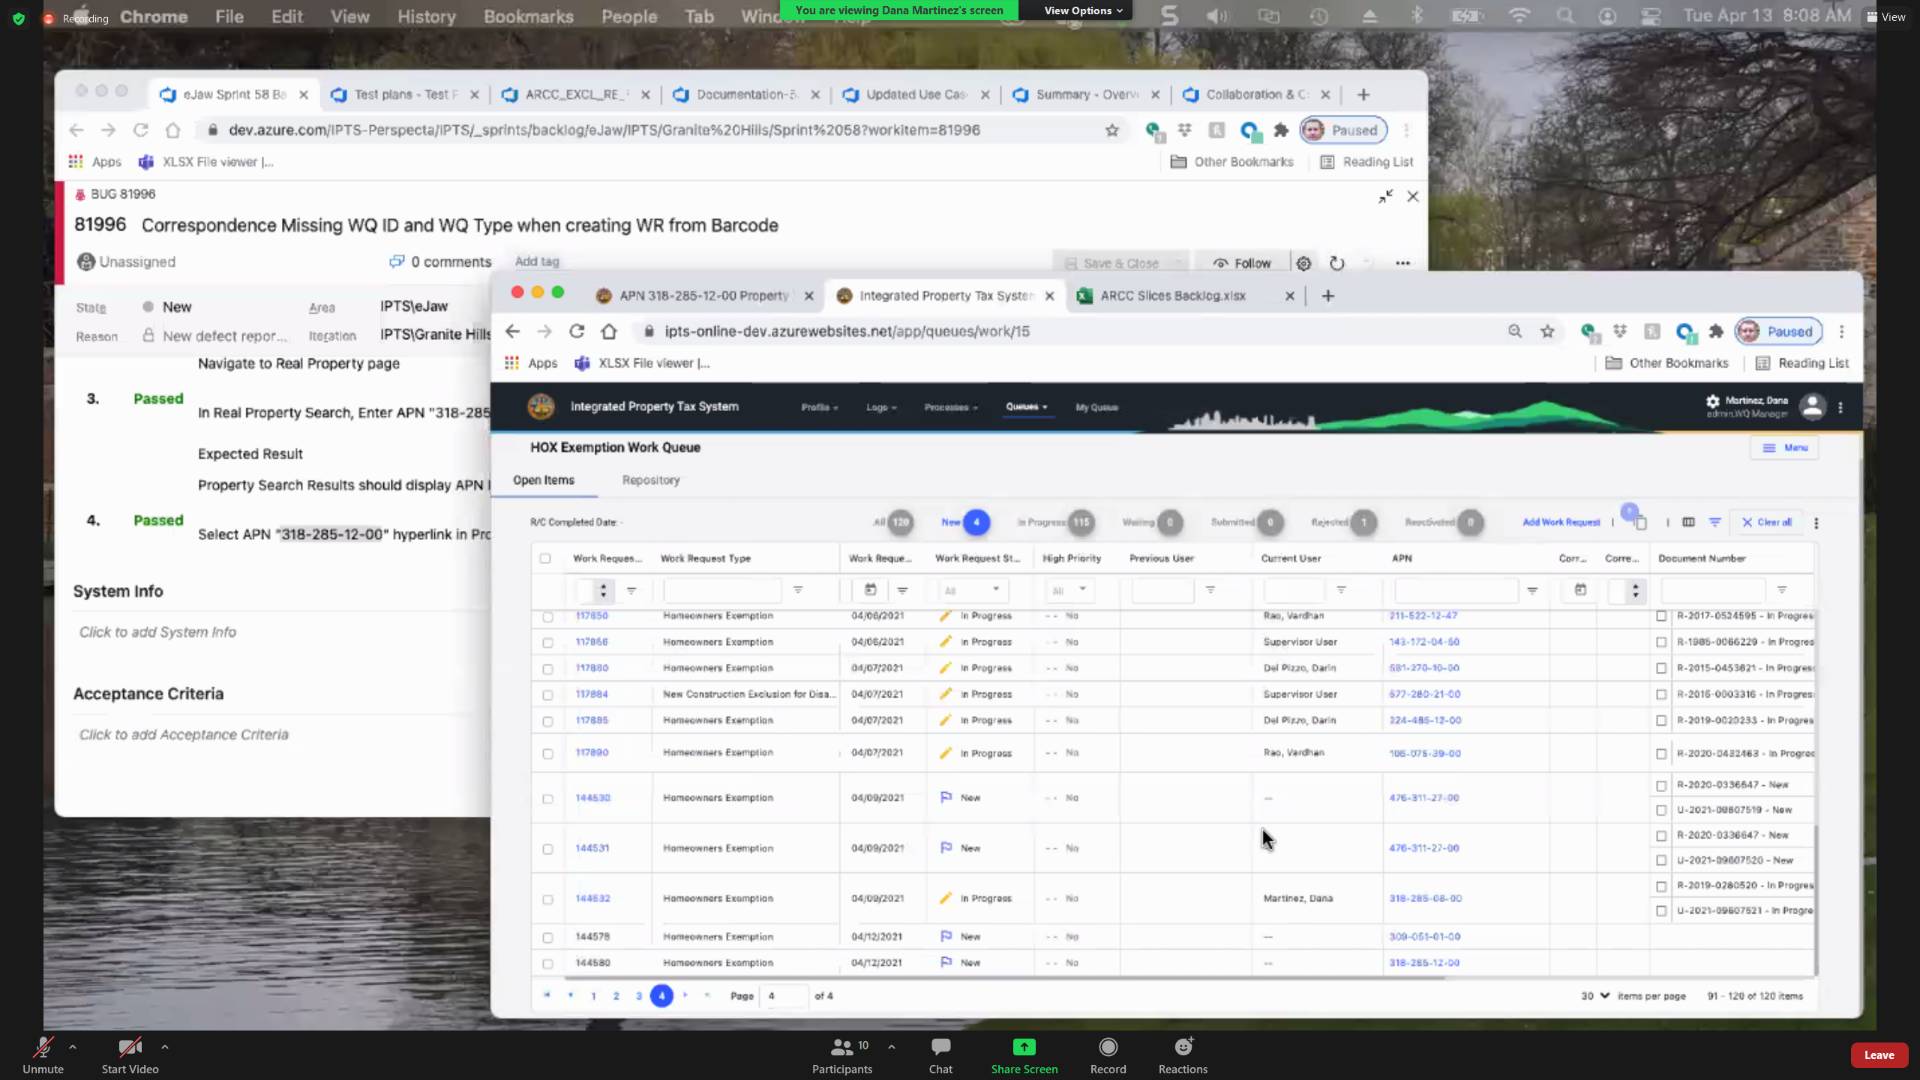 Recording
Chrome File Edit View History Bookmarks People Tab
You are viewing Dana Martinez's screen
View Options
Tue Apr 13 8:08 AM
View
eJaw Sprint 58 Ba
Test plans - Test P
ARCC_EXCL_RE_
Updated Use Cas
Summary - Overv
Collaboration & C
dev.azure.com/IPTS-Perspecta/IPTS/_sprints/backlog/eJaw/IPTS/Granite%20Hills/Sprint%2058?workitem=81996
Paused
Apps XLSX File viewer |...
Other Bookmarks Reading List
BUG 81996
81996 Correspondence Missing WQ ID and WQ Type when creating WR from Barcode
Unassigned 0 comments Add tag
Save & Close Follow
State New Area IPTS\eJaw
Reason New defect repor... Iteration IPTS\Granite Hills
Navigate to Real Property page
3. Passed
In Real Property Search, Enter APN "318-285
Expected Result
Property Search Results should display APN
4. Passed
Select APN "318-285-12-00" hyperlink in Pro
System Info
Click to add System Info
Acceptance Criteria
Click to add Acceptance Criteria
APN 318-285-12-00 Property
Integrated Property Tax System
ARCC Slices Backlog.xlsx
ipts-online-dev.azurewebsites.net/app/queues/work/15
Paused
Apps XLSX File viewer |...
Other Bookmarks Reading List
Integrated Property Tax System
Profile Logs Processes Queues My Queue
Martinez, Dana
admin,WQ Manager
HOX Exemption Work Queue
Menu
Open Items Repository
R/C Completed Date: -
All 120 New 4 In Progress 115 Waiting 0 Submitted 0 Rejected 1 Reactivated 0
Add Work Request
Clear all
Work Reques... Work Request Type Work Reque... Work Request St... High Priority Previous User Current User APN Corr... Corre... Document Number
All All
117650 Homeowners Exemption 04/06/2021 In Progress -- No Rao, Vardhan 211-522-12-47 R-2017-0524595 - In Progres
117866 Homeowners Exemption 04/06/2021 In Progress -- No Supervisor User 143-172-04-60 R-1985-0066229 - In Progres
117880 Homeowners Exemption 04/07/2021 In Progress -- No Del Pizzo, Darin 581-270-10-00 R-2015-0453621 - In Progres
117884 New Construction Exclusion for Disa... 04/07/2021 In Progress -- No Supervisor User 677-280-21-00 R-2016-0003316 - In Progres
117885 Homeowners Exemption 04/07/2021 In Progress -- No Del Pizzo, Darin 324-485-12-00 R-2019-0020233 - In Progres
117890 Homeowners Exemption 04/07/2021 In Progress -- No Rao, Vardhan 106-075-39-00 R-2020-0432463 - In Progre
144530 Homeowners Exemption 04/09/2021 New -- No -- 476-311-27-00 R-2020-0336647 - New
U-2021-09607519 - New
144531 Homeowners Exemption 04/09/2021 New -- No -- 476-311-27-00 R-2020-0336647 - New
U-2021-09607520 - New
144532 Homeowners Exemption 04/09/2021 In Progress -- No Martinez, Dana 318-285-08-00 R-2019-0280520 - In Progres
U-2021-09607521 - In Progre
144578 Homeowners Exemption 04/12/2021 New -- No -- 309-051-01-00
144580 Homeowners Exemption 04/12/2021 New -- No -- 318-285-12-00
1 2 3 4 Page 4 of 4
30 items per page 91 - 120 of 120 items
Unmute
Start Video
Participants 10
Chat
Share Screen
Record
Reactions
Leave